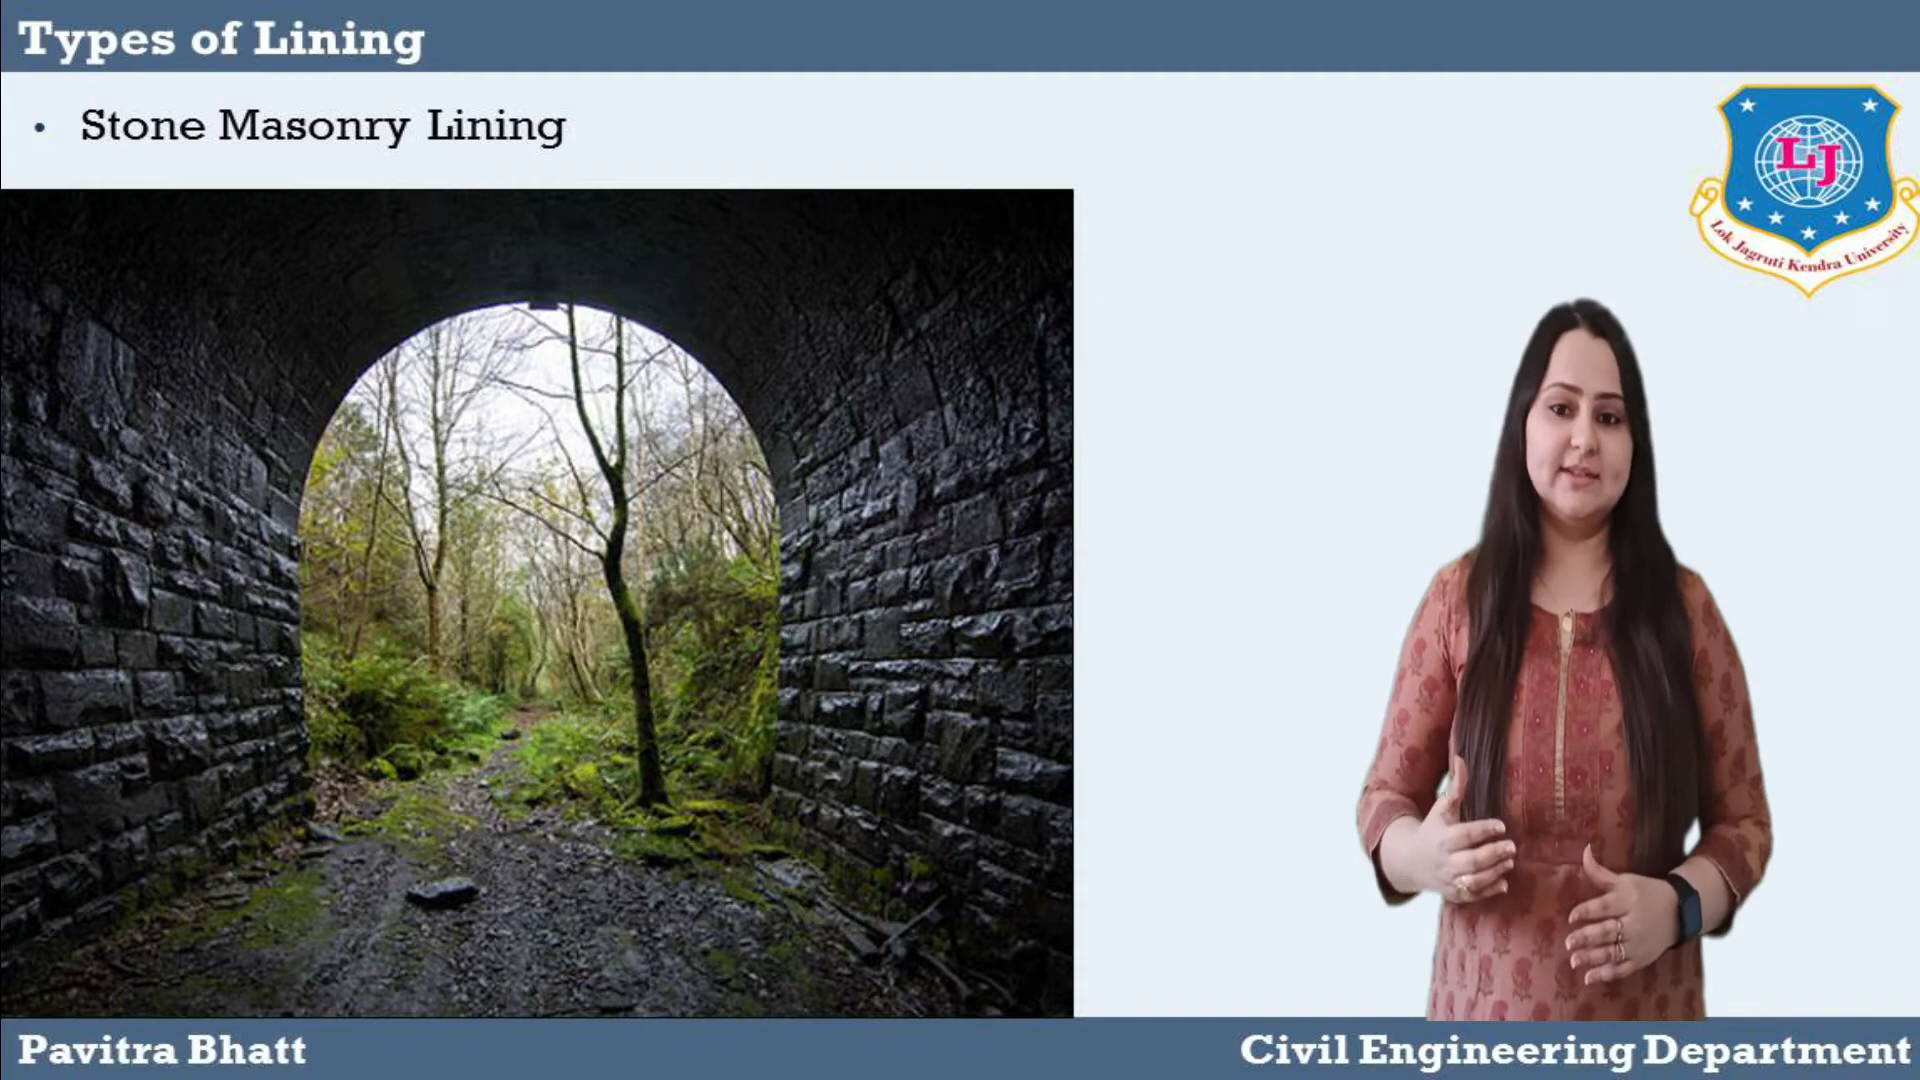 Types of Lining
• Stone Masonry Lining
LJ
Lok Jagruti Kendra University
Pavitra Bhatt
Civil Engineering Department